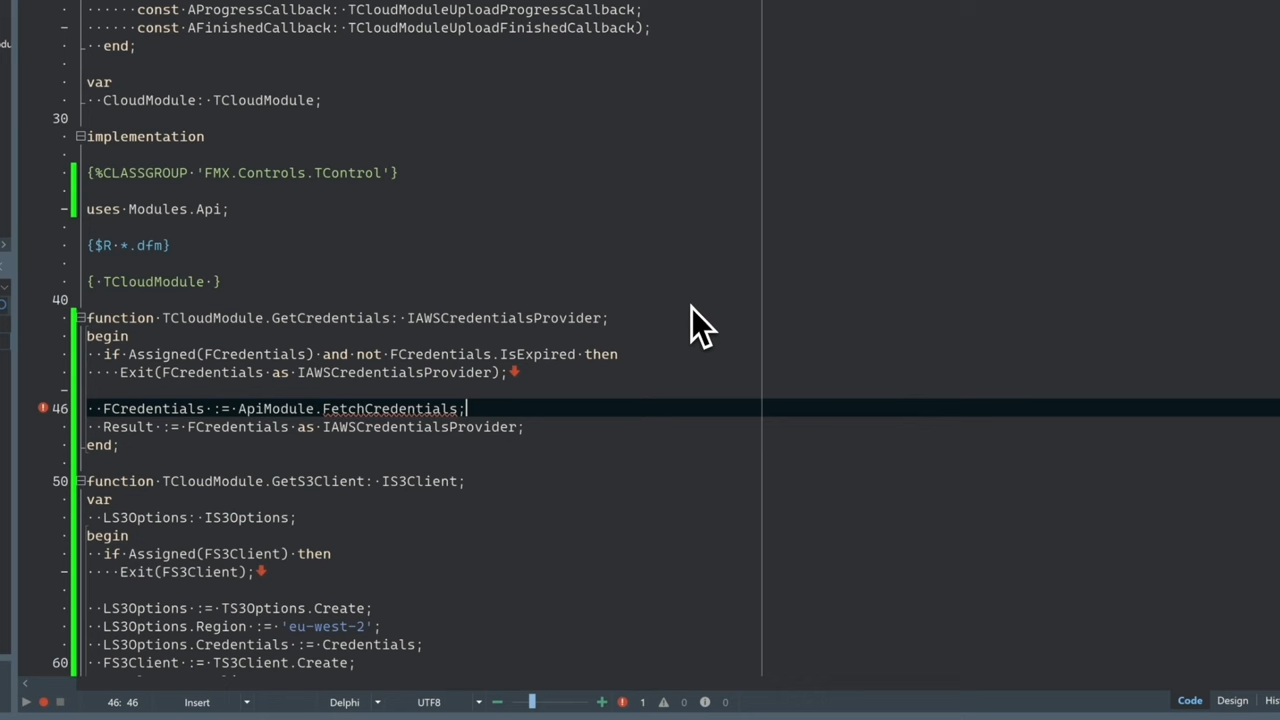 const AProgressCallback: TCloudModuleUploadProgressCallback;
const AFinishedCallback: TCloudModuleUploadFinishedCallback);
end;
var
CloudModule: TCloudModule;
30
implementation
{%CLASSGROUP 'FMX.Controls.TControl'}
uses Modules.Api;
{$R *.dfm}
{ TCloudModule }
40
function TCloudModule.GetCredentials: IAWSCredentialsProvider;
begin
if Assigned(FCredentials) and not FCredentials.IsExpired then
Exit(FCredentials as IAWSCredentialsProvider);
46 FCredentials := ApiModule.FetchCredentials;
Result := FCredentials as IAWSCredentialsProvider;
end;
50 function TCloudModule.GetS3Client: IS3Client;
var
LS3Options: IS3Options;
begin
if Assigned(FS3Client) then
Exit(FS3Client);
LS3Options := TS3Options.Create;
LS3Options.Region := 'eu-west-2';
LS3Options.Credentials := Credentials;
60 FS3Client := TS3Client.Create;
46: 46 Insert Delphi UTF8 1 0 0 Code Design His